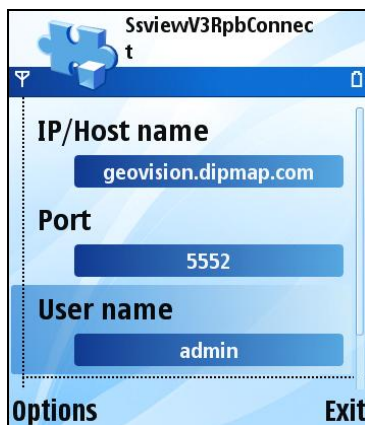 SsviewV3RpbConnec
t
IP/Host name
geovision.dipmap.com
Port
5552
User name
admin
Options Exit